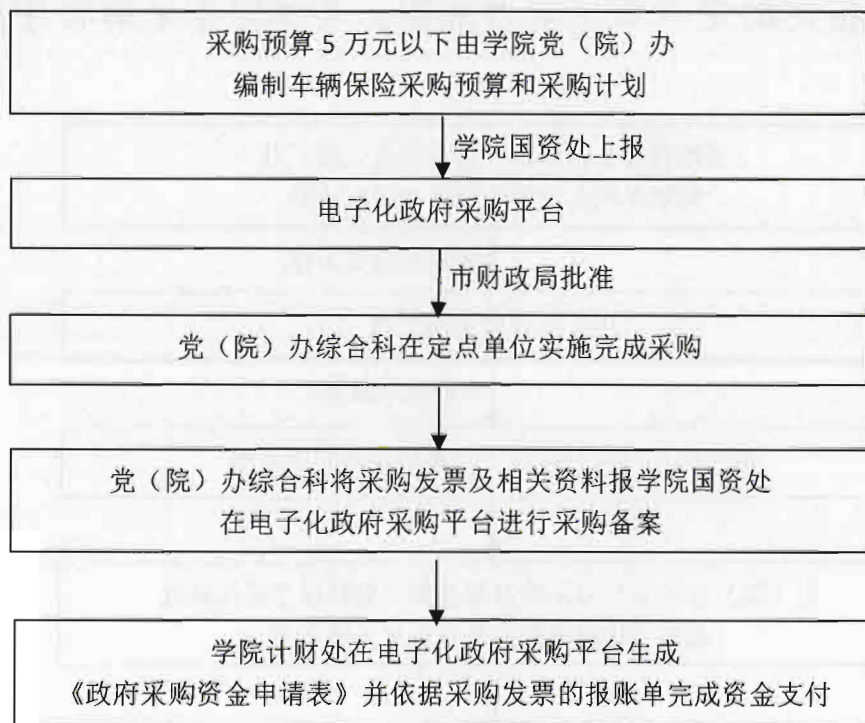 采购预算 5 万元以下由学院党（院）办
编制车辆保险采购预算和采购计划
学院国资处上报
电子化政府采购平台
市财政局批准
党（院）办综合科在定点单位实施完成采购
党（院）办综合科将采购发票及相关资料报学院国资处
在电子化政府采购平台进行采购备案
学院计财处在电子化政府采购平台生成
《政府采购资金申请表》并依据采购发票的报账单完成资金支付